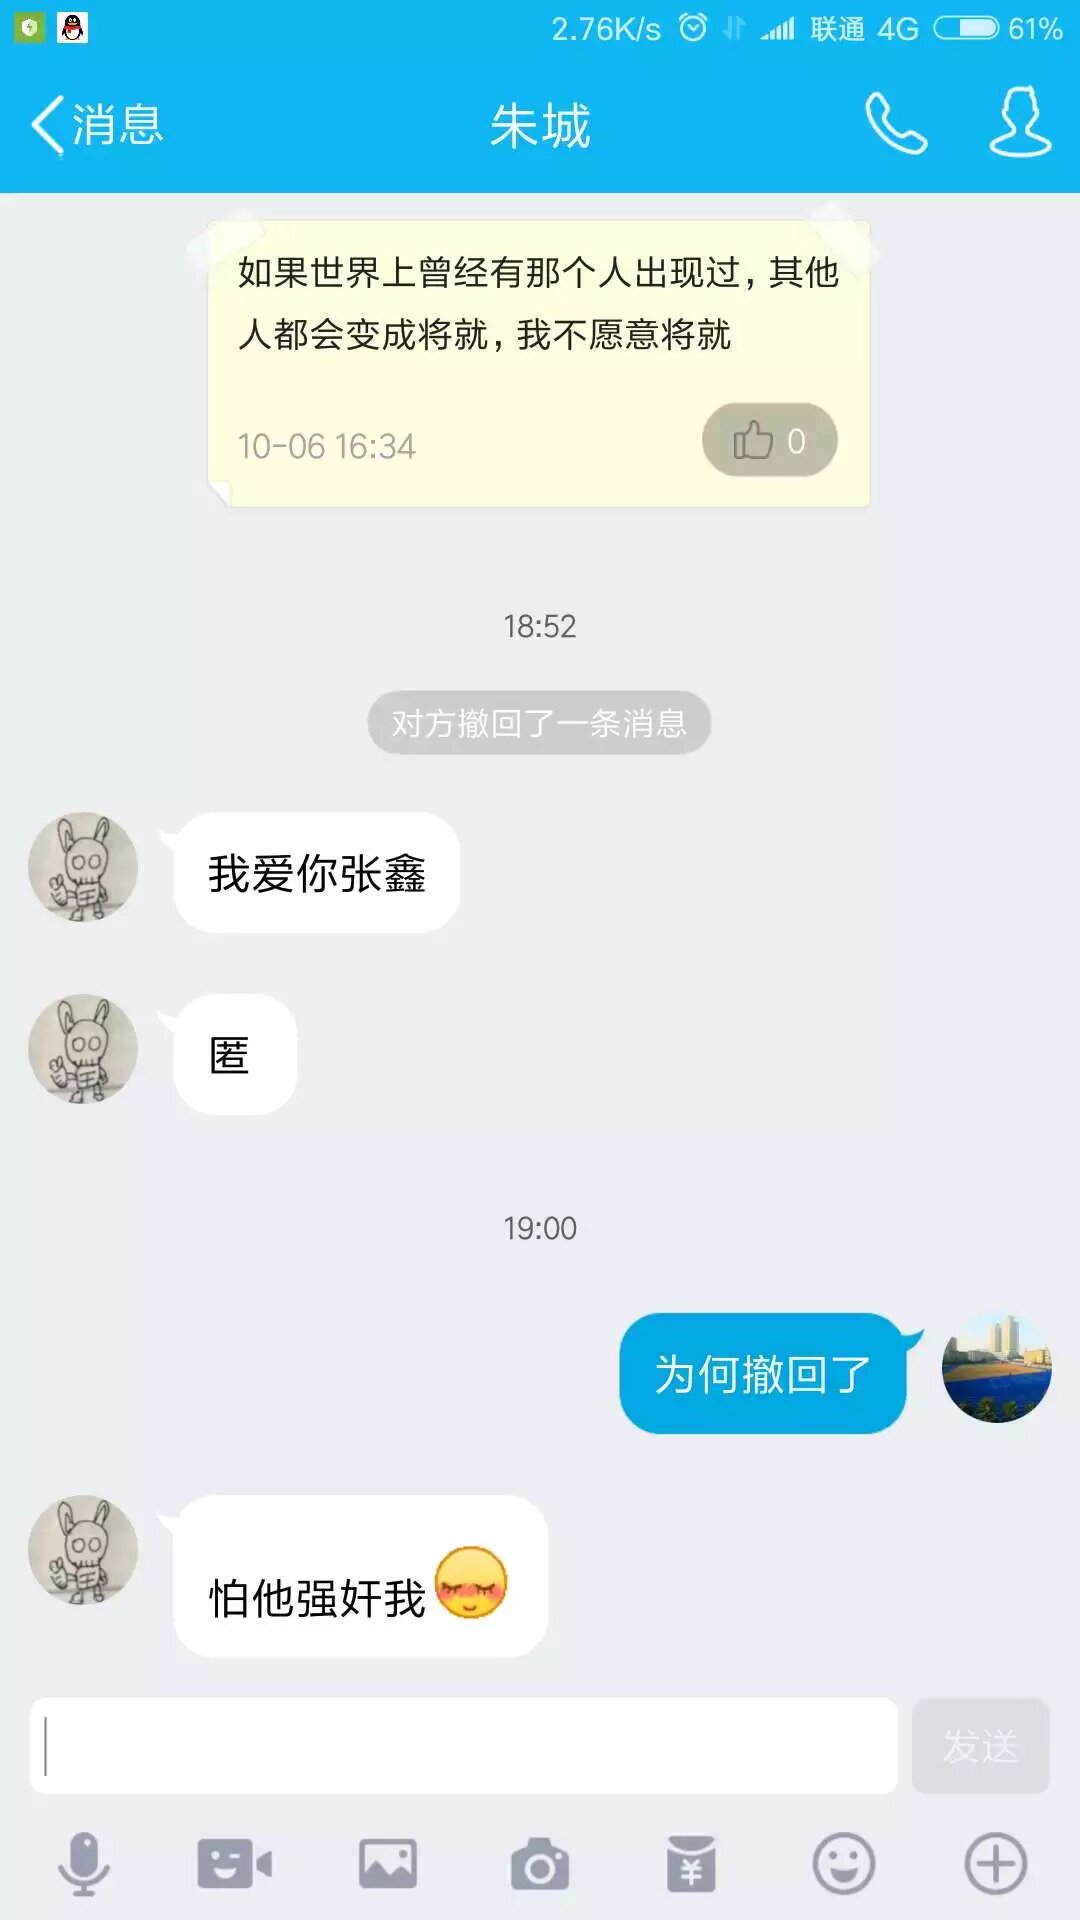 2.76K/s 联通 4G 61%
消息
朱城
如果世界上曾经有那个人出现过,其他
人都会变成将就,我不愿意将就
10-06 16:34
0
18:52
对方撤回了一条消息
我爱你张鑫
匿
19:00
为何撤回了
怕他强奸我
发送